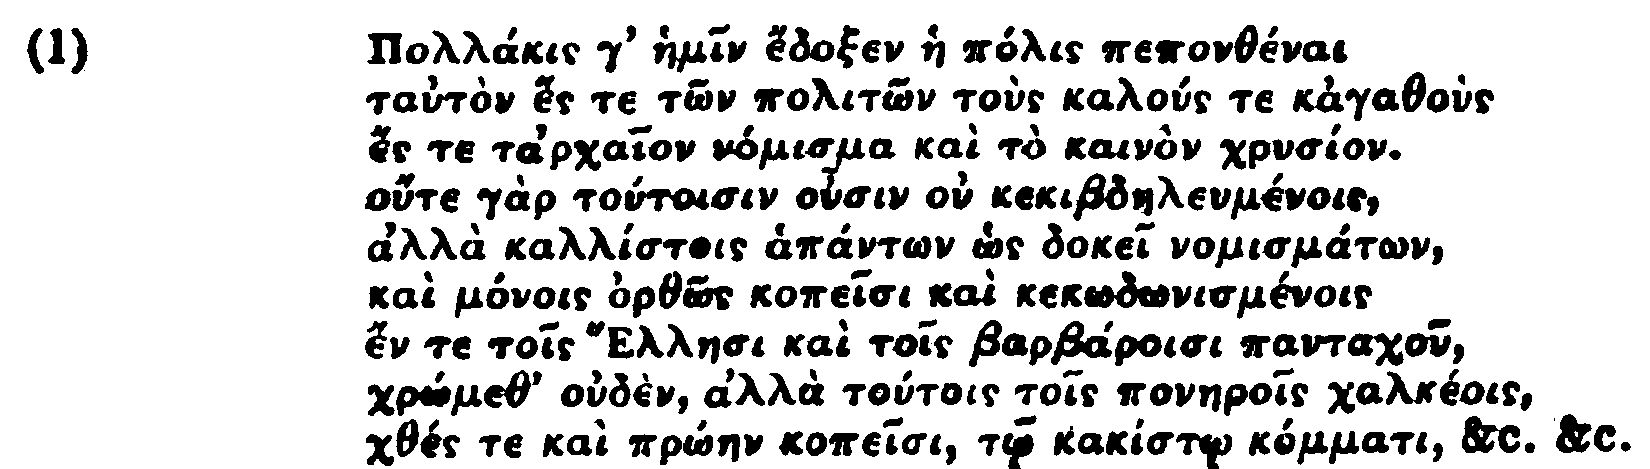 (1) Πολλάκις γ’ ἡμῖν ἔδοξεν ἡ πόλις πεπονθέναι
ταὐτὸν ἔς τε τῶν πολιτῶν τοὺς καλούς τε κἀγαθοὺς
ἔς τε τἀρχαῖον νόμισμα καὶ τὸ καινὸν χρυσίον.
οὔτε γὰρ τούτοισιν οὖσιν οὐ κεκιβδηλευμένοις,
ἀλλὰ καλλίστοις ἁπάντων ὡς δοκεῖ νομισμάτων,
καὶ μόνοις ὀρθῶς κοπεῖσι καὶ κεκωδωνισμένοις
ἔν τε τοῖς Ἕλλησι καὶ τοῖς βαρβάροισι πανταχοῦ,
χρώμεθ’ οὐδὲν, ἀλλὰ τούτοις τοῖς πονηροῖς χαλκέοις,
χθές τε καὶ πρώην κοπεῖσι, τῷ κακίστῳ κόμματι, &c. &c.